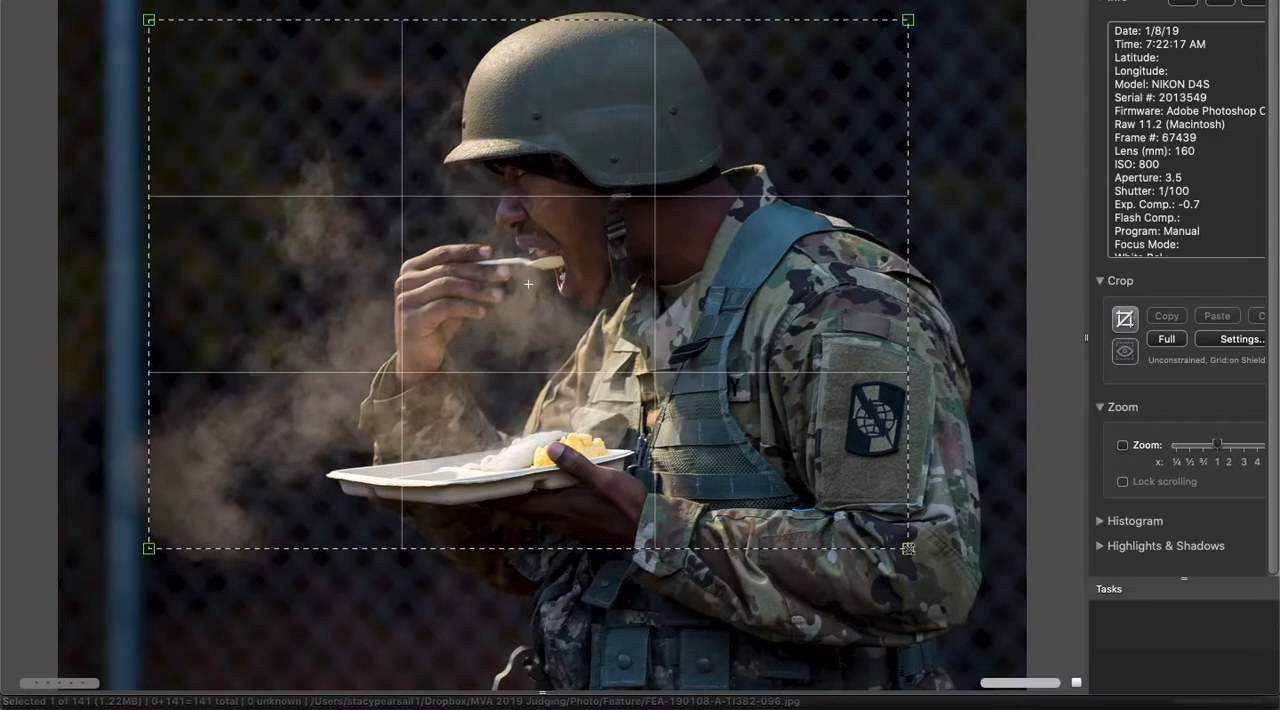 Date: 1/8/19
Time: 7:22:17 AM
Latitude:
Longitude:
Model: NIKON D4S
Serial #: 2013549
Firmware: Adobe Photoshop C
Raw 11.2 (Macintosh)
Frame #: 67439
Lens (mm): 160
ISO: 800
Aperture: 3.5
Shutter: 1/100
Exp. Comp.: -0.7
Flash Comp.:
Program: Manual
Focus Mode:
Crop
Copy Paste C
Full Settings..
Unconstrained, Grid:on Shield
Zoom
Zoom:
x: ¼ ½ ¾ 1 2 3 4
Lock scrolling
Histogram
Highlights & Shadows
Tasks
Y
Selected 1 of 141 (1.22MB) | 0+141=141 total | 0 unknown | /Users/stacypearsall1/Dropbox/MVA 2019 Judging/Photo/Feature/FEA-190108-A-TI382-096.jpg